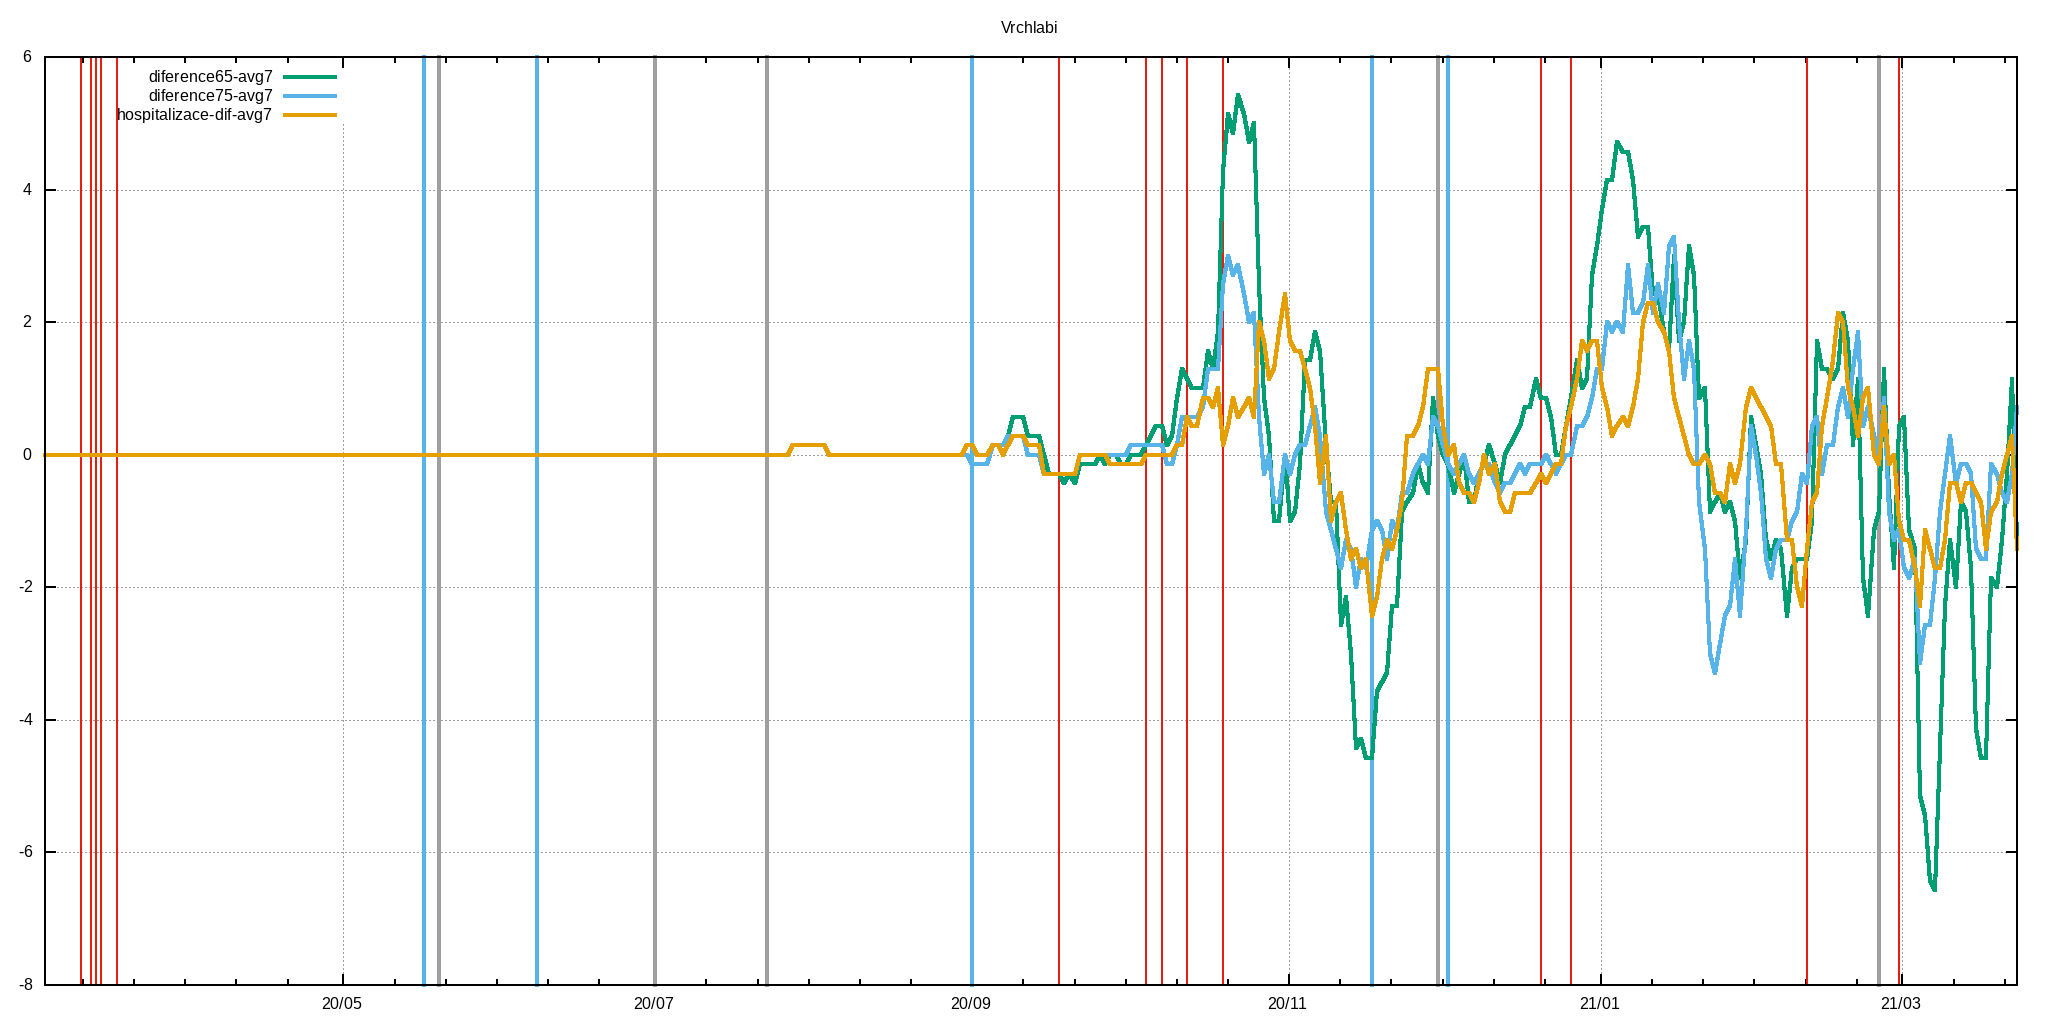 Vrchlabi
diference65-avg7
diference75-avg7
hospitalizace-dif-avg7
6
4
2
0
-2
-4
-6
-8
20/05 20/07 20/09 20/11 21/01 21/03